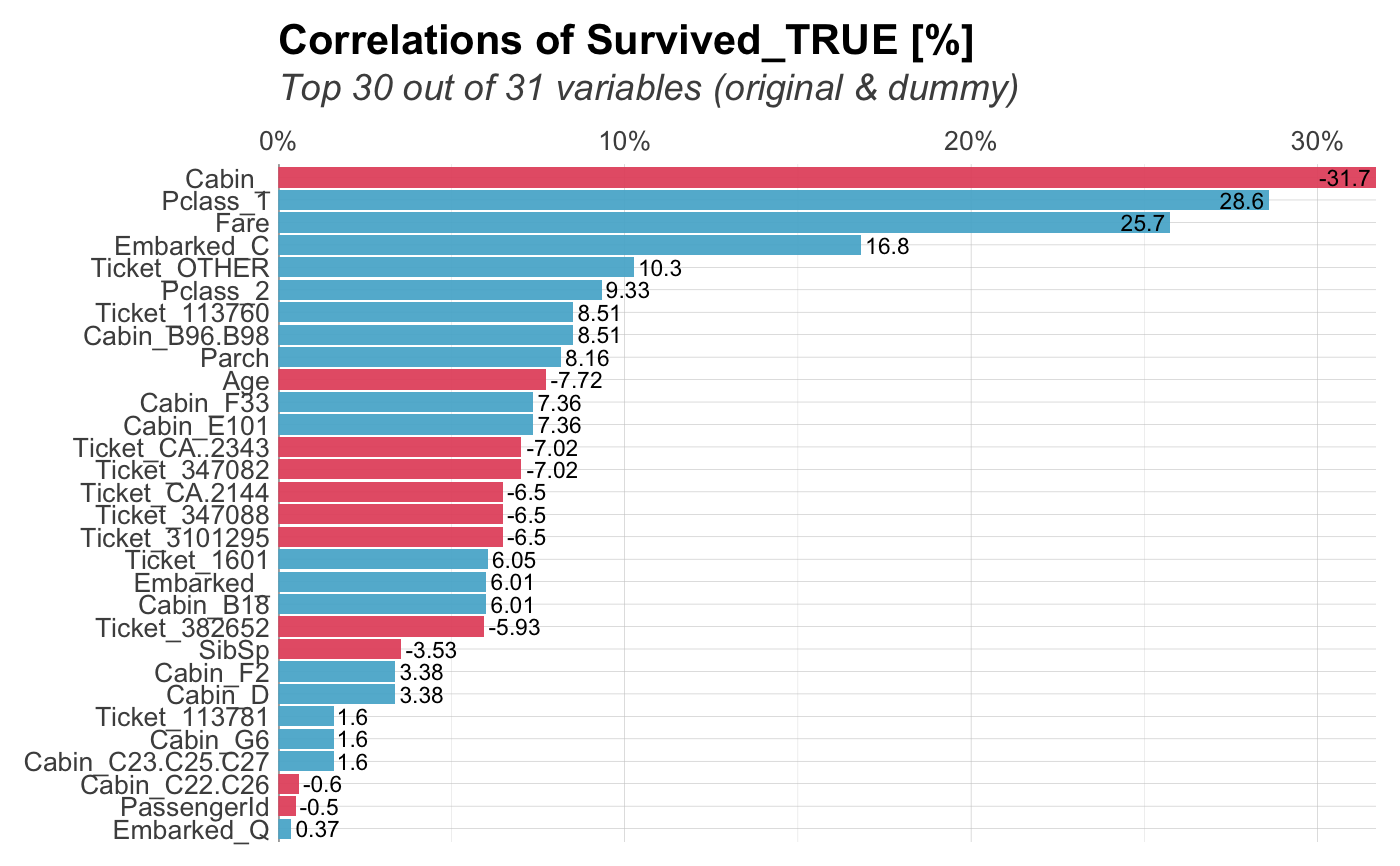 Correlations of Survived_TRUE [%]
Top 30 out of 31 variables (original & dummy)
0% 10% 20% 30%
Cabin_ -31.7
Pclass_1 28.6
Fare 25.7
Embarked_C 16.8
Ticket_OTHER 10.3
Pclass_2 9.33
Ticket_113760 8.51
Cabin_B96.B98 8.51
Parch 8.16
Age -7.72
Cabin_F33 7.36
Cabin_E101 7.36
Ticket_CA..2343 -7.02
Ticket_347082 -7.02
Ticket_CA.2144 -6.5
Ticket_347088 -6.5
Ticket_3101295 -6.5
Ticket_1601 6.05
Embarked_ 6.01
Cabin_B18 6.01
Ticket_382652 -5.93
SibSp -3.53
Cabin_F2 3.38
Cabin_D 3.38
Ticket_113781 1.6
Cabin_G6 1.6
Cabin_C23.C25.C27 1.6
Cabin_C22.C26 -0.6
PassengerId -0.5
Embarked_Q 0.37